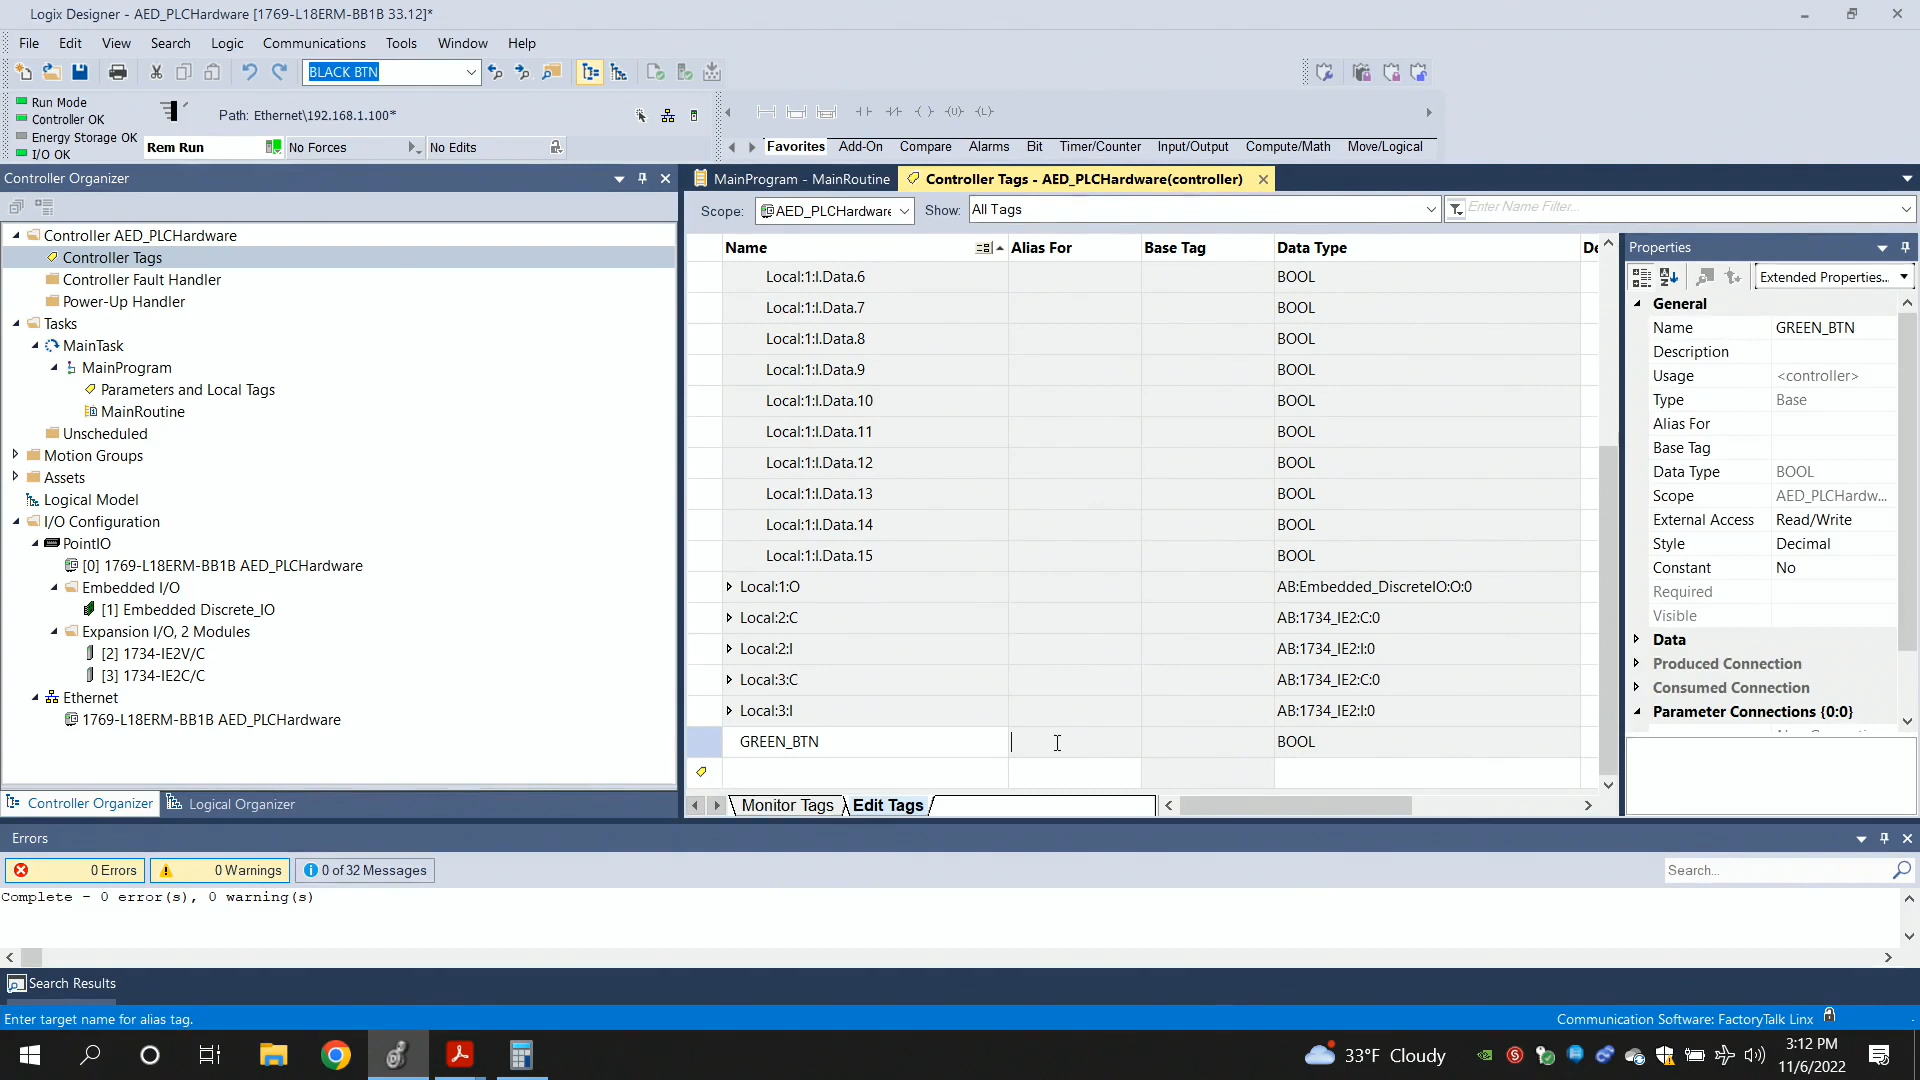 Logix Designer - AED_PLCHardware [1769-L18ERM-BB1B 33.12]*
File Edit View Search Logic Communications Tools Window Help
BLACK BTN
Run Mode
Controller OK
Energy Storage OK
I/O OK
Path: Ethernet\192.168.1.100*
Rem Run No Forces No Edits
Favorites Add-On Compare Alarms Bit Timer/Counter Input/Output Compute/Math Move/Logical
Controller Organizer
Controller AED_PLCHardware
Controller Tags
Controller Fault Handler
Power-Up Handler
Tasks
MainTask
MainProgram
Parameters and Local Tags
MainRoutine
Unscheduled
Motion Groups
Assets
Logical Model
I/O Configuration
PointIO
[0] 1769-L18ERM-BB1B AED_PLCHardware
Embedded I/O
[1] Embedded Discrete_IO
Expansion I/O, 2 Modules
[2] 1734-IE2V/C
[3] 1734-IE2C/C
Ethernet
1769-L18ERM-BB1B AED_PLCHardware
Controller Organizer Logical Organizer
MainProgram - MainRoutine Controller Tags - AED_PLCHardware(controller)
Scope: AED_PLCHardware Show: All Tags Enter Name Filter...
Name Alias For Base Tag Data Type De
Local:1:I.Data.6 BOOL
Local:1:I.Data.7 BOOL
Local:1:I.Data.8 BOOL
Local:1:I.Data.9 BOOL
Local:1:I.Data.10 BOOL
Local:1:I.Data.11 BOOL
Local:1:I.Data.12 BOOL
Local:1:I.Data.13 BOOL
Local:1:I.Data.14 BOOL
Local:1:I.Data.15 BOOL
Local:1:O AB:Embedded_DiscreteIO:O:0
Local:2:C AB:1734_IE2:C:0
Local:2:I AB:1734_IE2:I:0
Local:3:C AB:1734_IE2:C:0
Local:3:I AB:1734_IE2:I:0
GREEN_BTN BOOL
Monitor Tags Edit Tags
Properties
Extended Properties...
General
Name GREEN_BTN
Description
Usage <controller>
Type Base
Alias For
Base Tag
Data Type BOOL
Scope AED_PLCHardw...
External Access Read/Write
Style Decimal
Constant No
Required
Visible
Data
Produced Connection
Consumed Connection
Parameter Connections {0:0}
Errors
0 Errors 0 Warnings 0 of 32 Messages
Search...
Complete - 0 error(s), 0 warning(s)
Search Results
Enter target name for alias tag.
Communication Software: FactoryTalk Linx
33°F Cloudy
3:12 PM
11/6/2022